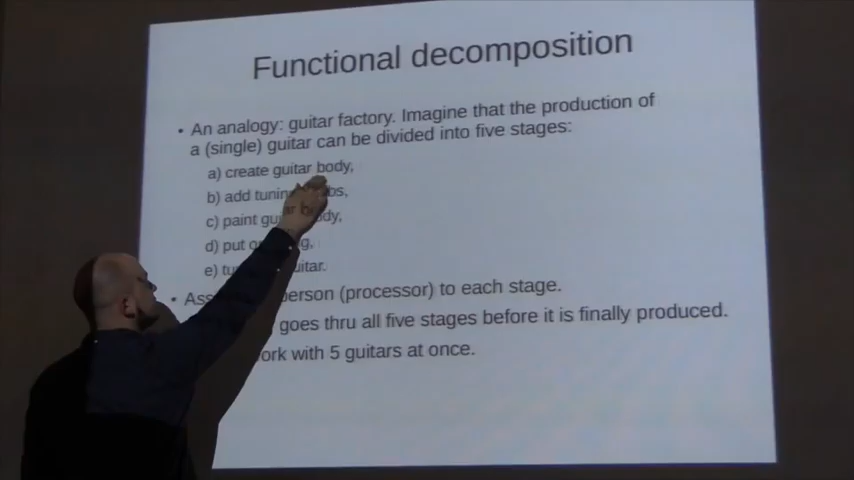 Functional decomposition
• An analogy: guitar factory. Imagine that the production of
a (single) guitar can be divided into five stages:
a) create guitar body,
b) add tuning
c) paint
d) put
e) guitar.
• person (processor) to each stage.
goes thru all five stages before it is finally produced.
with 5 guitars at once.